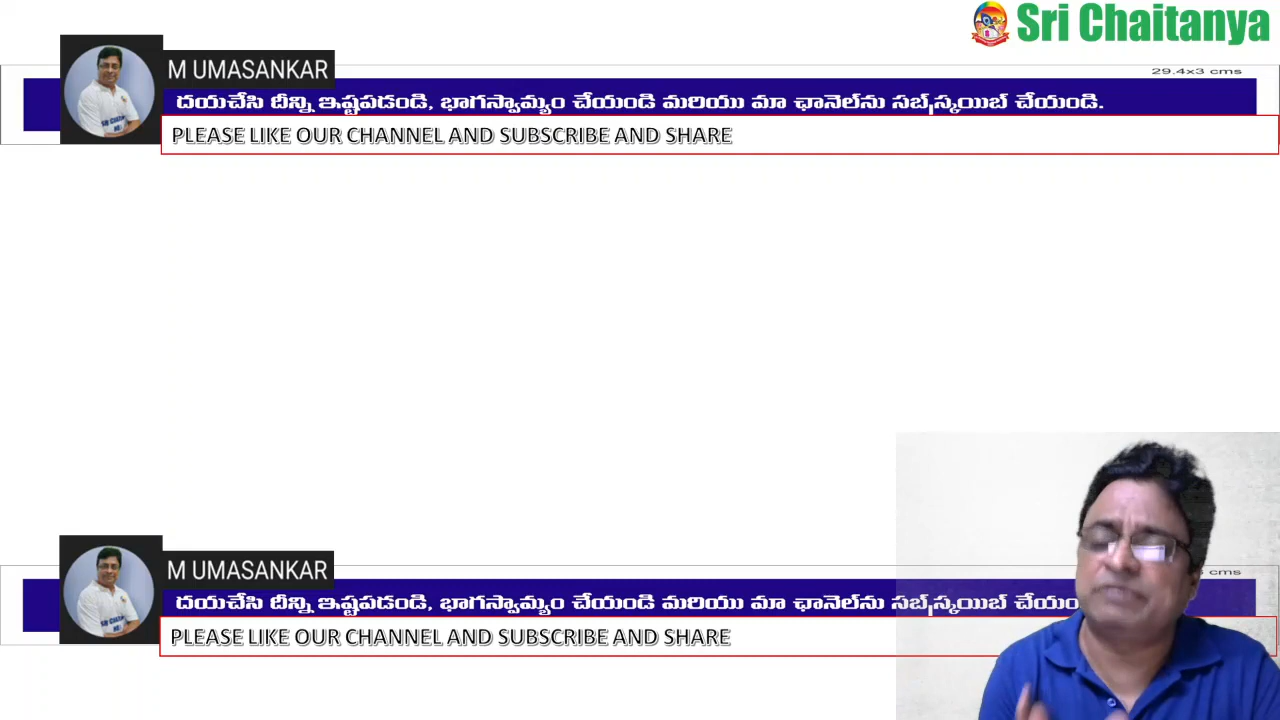 Sri Chaitanya
M UMASANKAR
29.4x3 cms
దయచేసి దీన్ని ఇష్టపడండి, భాగస్వామ్యం చేయండి మరియు మా ఛానెల్‌ను సబ్‌స్క్రయిబ్ చేయండి.
PLEASE LIKE OUR CHANNEL AND SUBSCRIBE AND SHARE
M UMASANKAR
cms
దయచేసి దీన్ని ఇష్టపడండి, భాగస్వామ్యం చేయండి మరియు మా ఛానెల్‌ను సబ్‌స్క్రయిబ్
PLEASE LIKE OUR CHANNEL AND SUBSCRIBE AND SHARE